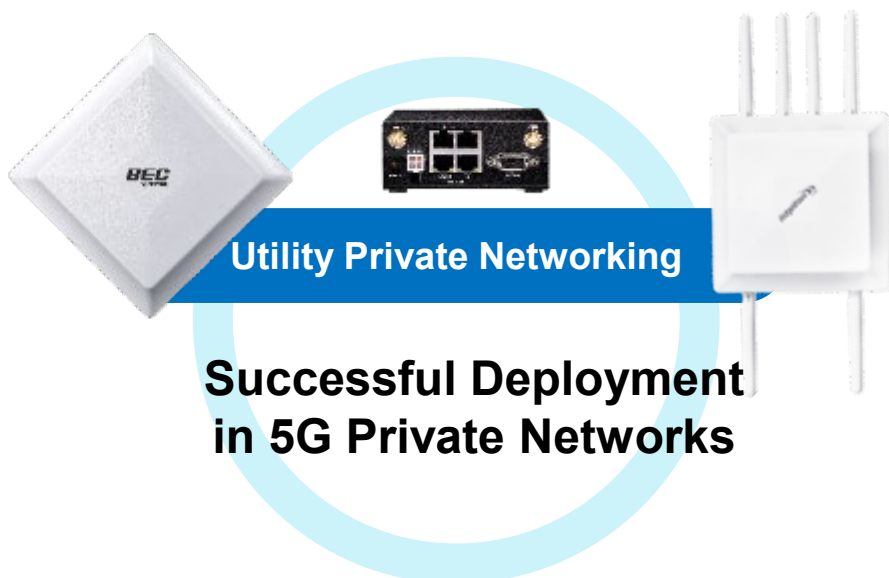 BEC
Utility Private Networking
Successful Deployment
in 5G Private Networks